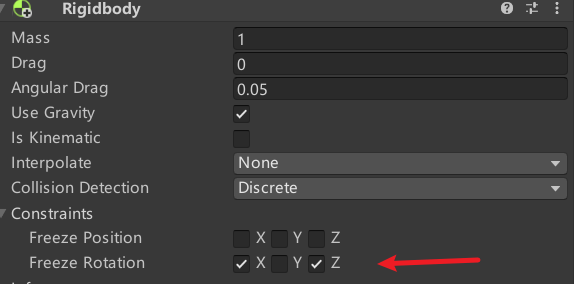 Rigidbody
Mass 1
Drag 0
Angular Drag 0.05
Use Gravity
Is Kinematic
Interpolate None
Collision Detection Discrete
Constraints
Freeze Position X Y Z
Freeze Rotation X Y Z